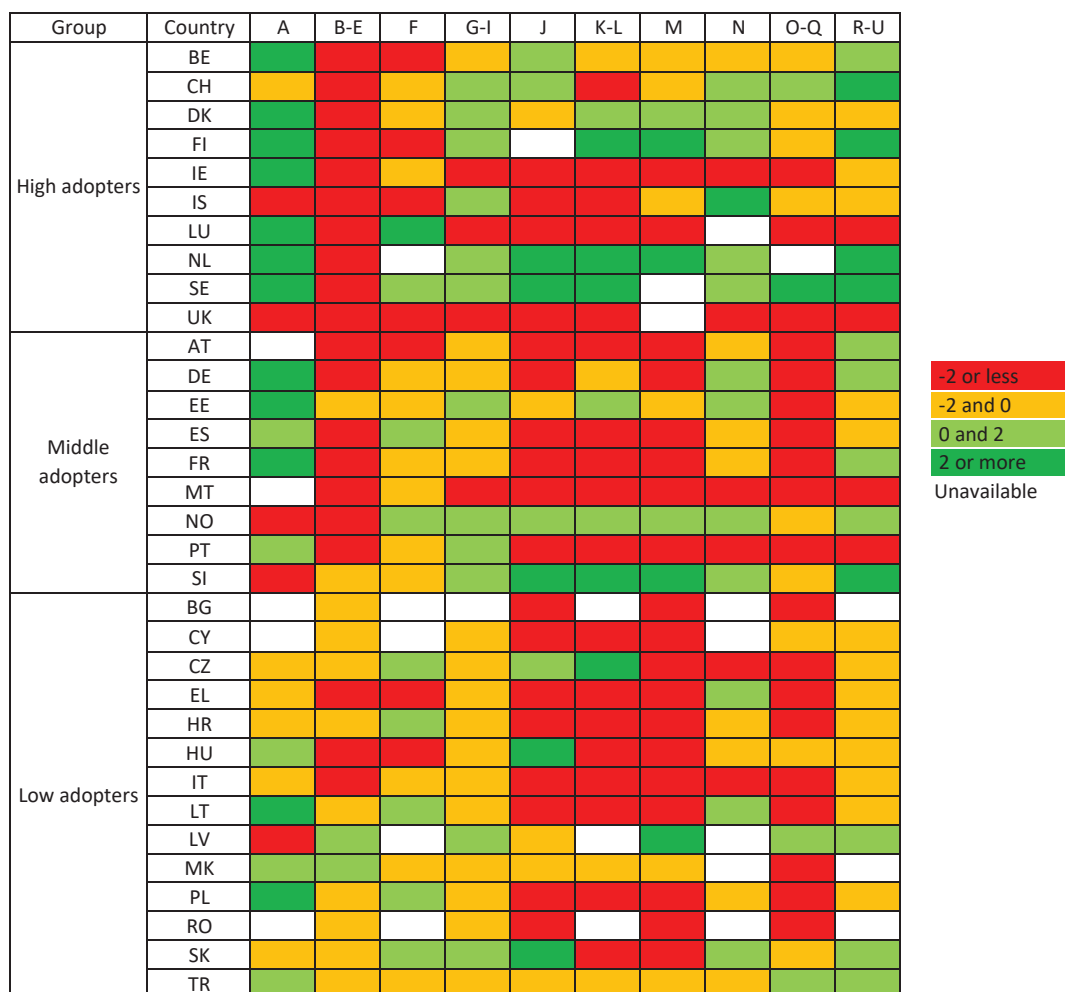 Group Country A B-E F G-I J K-L M N O-Q R-U
High adopters
BE
CH
DK
FI
IE
IS
LU
NL
SE
UK
Middle
adopters
AT
DE
EE
ES
FR
MT
NO
PT
SI
Low adopters
BG
CY
CZ
EL
HR
HU
IT
LT
LV
MK
PL
RO
SK
TR
-2 or less
-2 and 0
0 and 2
2 or more
Unavailable